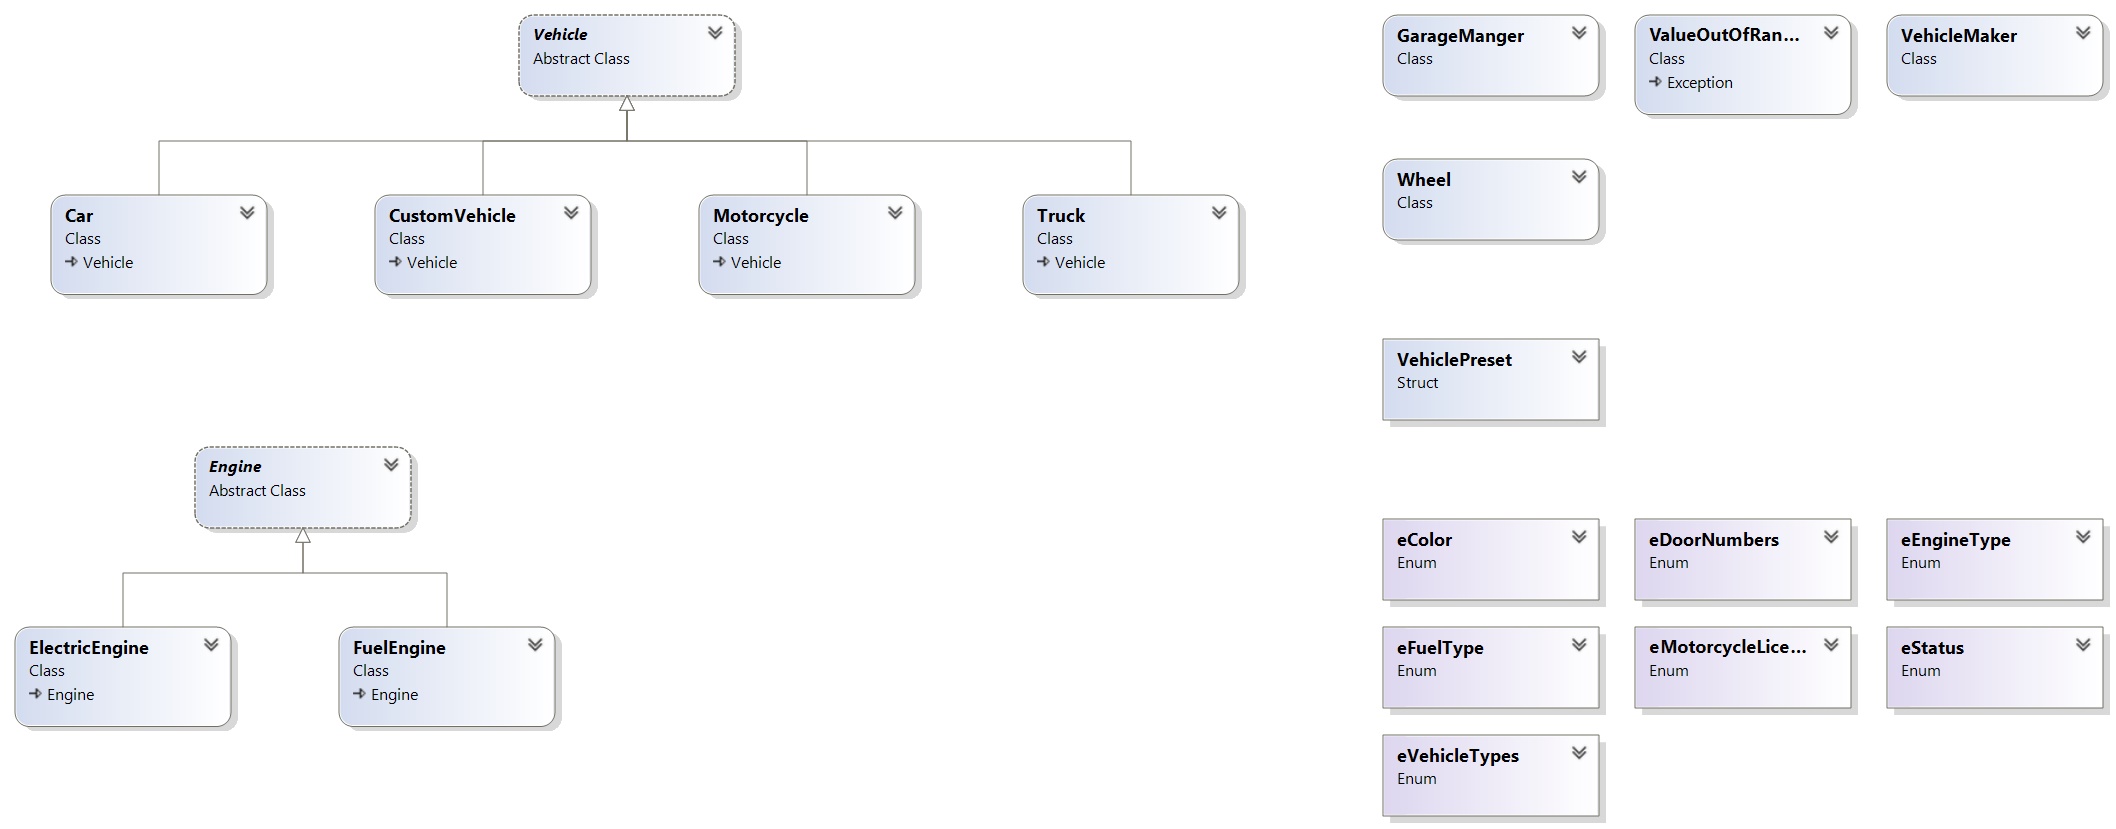 Vehicle
Abstract Class
Car
Class
Vehicle
CustomVehicle
Class
Vehicle
Motorcycle
Class
Vehicle
Truck
Class
Vehicle
Engine
Abstract Class
ElectricEngine
Class
Engine
FuelEngine
Class
Engine
GarageManger
Class
ValueOutOfRan...
Class
Exception
VehicleMaker
Class
Wheel
Class
VehiclePreset
Struct
eColor
Enum
eDoorNumbers
Enum
eEngineType
Enum
eFuelType
Enum
eMotorcycleLice...
Enum
eStatus
Enum
eVehicleTypes
Enum